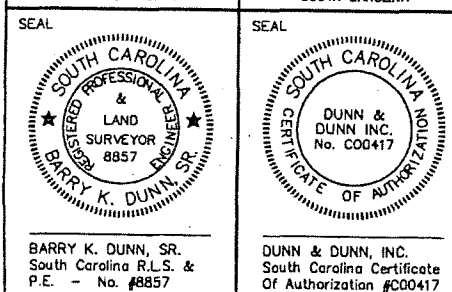 SEAL
SOUTH CAROLINA
REGISTERED PROFESSIONAL ENGINEER
&
LAND
SURVEYOR
8857
BARRY K. DUNN, SR.
BARRY K. DUNN, SR.
South Carolina R.L.S. &
P.E. - No. #8857
SEAL
SOUTH CAROLINA
CERTIFICATE OF AUTHORIZATION
DUNN &
DUNN INC.
No. C00417
DUNN & DUNN, INC.
South Carolina Certificate
Of Authorization #C00417